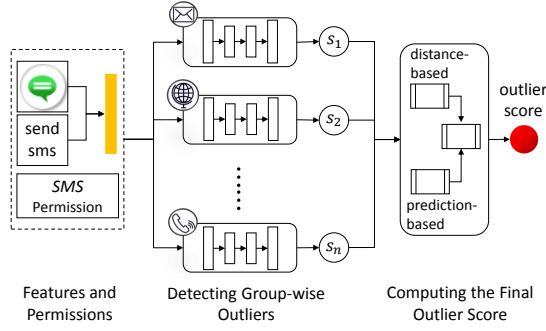 send
sms
SMS
Permission
S1
S2
Sn
distance-
based
prediction-
based
outlier
score
Features and
Permissions
Detecting Group-wise
Outliers
Computing the Final
Outlier Score